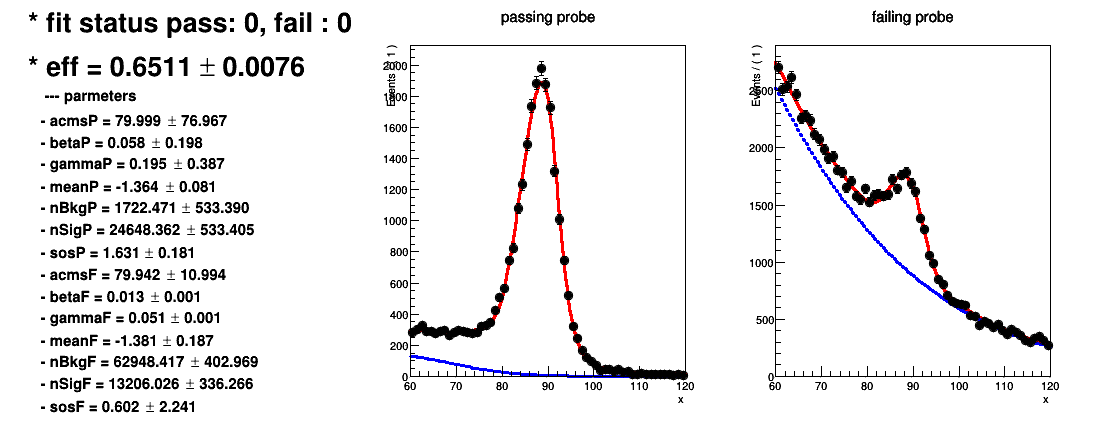 * fit status pass: 0, fail : 0
* eff = 0.6511 ± 0.0076
--- parmeters
- acmsP = 79.999 ± 76.967
- betaP = 0.058 ± 0.198
- gammaP = 0.195 ± 0.387
- meanP = -1.364 ± 0.081
- nBkgP = 1722.471 ± 533.390
- nSigP = 24648.362 ± 533.405
- sosP = 1.631 ± 0.181
- acmsF = 79.942 ± 10.994
- betaF = 0.013 ± 0.001
- gammaF = 0.051 ± 0.001
- meanF = -1.381 ± 0.187
- nBkgF = 62948.417 ± 402.969
- nSigF = 13206.026 ± 336.266
- sosF = 0.602 ± 2.241
passing probe
Events / ( 1 )
2000
1800
1600
1400
1200
1000
800
600
400
200
0
60 70 80 90 100 110 120
x
failing probe
Events / ( 1 )
2500
2000
1500
1000
500
0
60 70 80 90 100 110 120
x